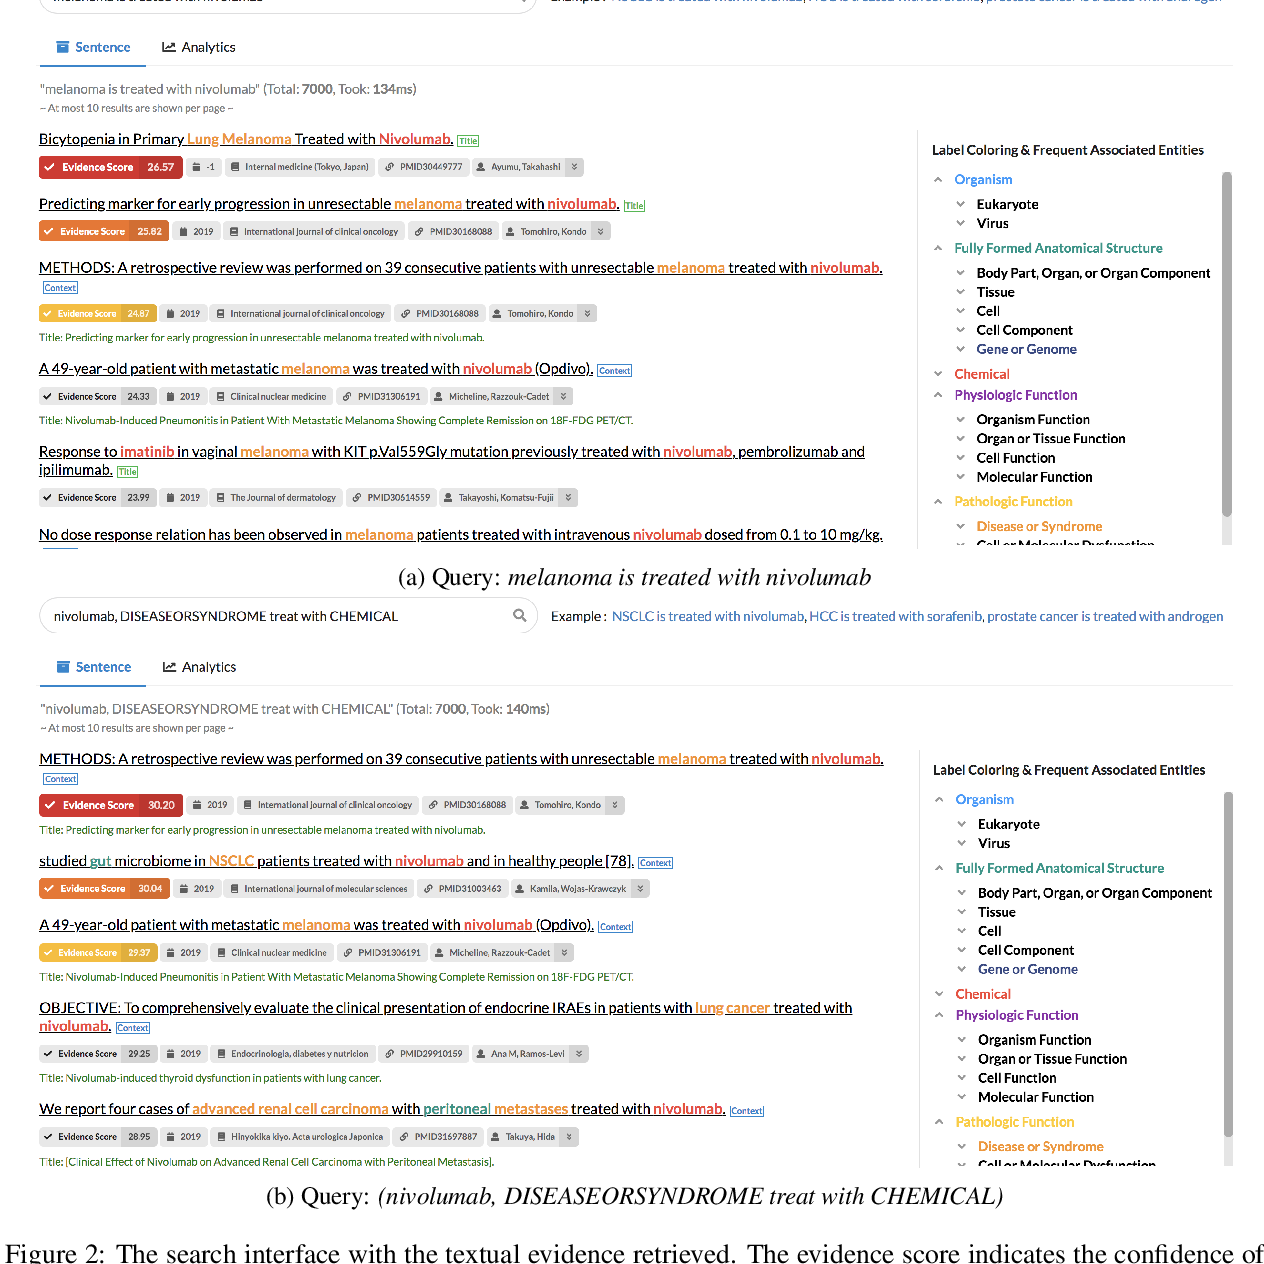 melanoma is treated with nivolumab Example : NSCLC is treated with nivolumab, HCC is treated with sorafenib, prostate cancer is treated with androgen
Sentence Analytics
"melanoma is treated with nivolumab" (Total: 7000, Took: 134ms)
~ At most 10 results are shown per page ~
Bicytopenia in Primary Lung Melanoma Treated with Nivolumab. Title
Evidence Score 26.57 -1 Internal medicine (Tokyo, Japan) PMID30449777 Ayumu, Takahashi
Predicting marker for early progression in unresectable melanoma treated with nivolumab. Title
Evidence Score 25.82 2019 International journal of clinical oncology PMID30168088 Tomohiro, Kondo
METHODS: A retrospective review was performed on 39 consecutive patients with unresectable melanoma treated with nivolumab.
Context
Evidence Score 24.87 2019 International journal of clinical oncology PMID30168088 Tomohiro, Kondo
Title: Predicting marker for early progression in unresectable melanoma treated with nivolumab.
A 49-year-old patient with metastatic melanoma was treated with nivolumab (Opdivo). Context
Evidence Score 24.33 2019 Clinical nuclear medicine PMID31306191 Micheline, Razzouk-Cadet
Title: Nivolumab-Induced Pneumonitis in Patient With Metastatic Melanoma Showing Complete Remission on 18F-FDG PET/CT.
Response to imatinib in vaginal melanoma with KIT p.Val559Gly mutation previously treated with nivolumab, pembrolizumab and
ipilimumab. Title
Evidence Score 23.99 2019 The Journal of dermatology PMID30614559 Takayoshi, Komatsu-Fujii
No dose response relation has been observed in melanoma patients treated with intravenous nivolumab dosed from 0.1 to 10 mg/kg.
Label Coloring & Frequent Associated Entities
Organism
Eukaryote
Virus
Fully Formed Anatomical Structure
Body Part, Organ, or Organ Component
Tissue
Cell
Cell Component
Gene or Genome
Chemical
Physiologic Function
Organism Function
Organ or Tissue Function
Cell Function
Molecular Function
Pathologic Function
Disease or Syndrome
Cell or Molecular Dysfunction
(a) Query: melanoma is treated with nivolumab
nivolumab, DISEASEORSYNDROME treat with CHEMICAL Example : NSCLC is treated with nivolumab, HCC is treated with sorafenib, prostate cancer is treated with androgen
Sentence Analytics
"nivolumab, DISEASEORSYNDROME treat with CHEMICAL" (Total: 7000, Took: 140ms)
~ At most 10 results are shown per page ~
METHODS: A retrospective review was performed on 39 consecutive patients with unresectable melanoma treated with nivolumab.
Context
Evidence Score 30.20 2019 International journal of clinical oncology PMID30168088 Tomohiro, Kondo
Title: Predicting marker for early progression in unresectable melanoma treated with nivolumab.
studied gut microbiome in NSCLC patients treated with nivolumab and in healthy people [78]. Context
Evidence Score 30.04 2019 International journal of molecular sciences PMID31003463 Kamila, Wojas-Krawczyk
A 49-year-old patient with metastatic melanoma was treated with nivolumab (Opdivo). Context
Evidence Score 29.37 2019 Clinical nuclear medicine PMID31306191 Micheline, Razzouk-Cadet
Title: Nivolumab-Induced Pneumonitis in Patient With Metastatic Melanoma Showing Complete Remission on 18F-FDG PET/CT.
OBJECTIVE: To comprehensively evaluate the clinical presentation of endocrine IRAEs in patients with lung cancer treated with
nivolumab. Context
Evidence Score 29.25 2019 Endocrinologia, diabetes y nutricion PMID29910159 Ana M, Ramos-Levi
Title: Nivolumab-induced thyroid dysfunction in patients with lung cancer.
We report four cases of advanced renal cell carcinoma with peritoneal metastases treated with nivolumab. Context
Evidence Score 28.95 2019 Hinyokika kiyo. Acta urologica Japonica PMID31697887 Takuya, Hida
Title: [Clinical Effect of Nivolumab on Advanced Renal Cell Carcinoma with Peritoneal Metastasis].
Label Coloring & Frequent Associated Entities
Organism
Eukaryote
Virus
Fully Formed Anatomical Structure
Body Part, Organ, or Organ Component
Tissue
Cell
Cell Component
Gene or Genome
Chemical
Physiologic Function
Organism Function
Organ or Tissue Function
Cell Function
Molecular Function
Pathologic Function
Disease or Syndrome
Cell or Molecular Dysfunction
(b) Query: (nivolumab, DISEASEORSYNDROME treat with CHEMICAL)
Figure 2: The search interface with the textual evidence retrieved. The evidence score indicates the confidence of